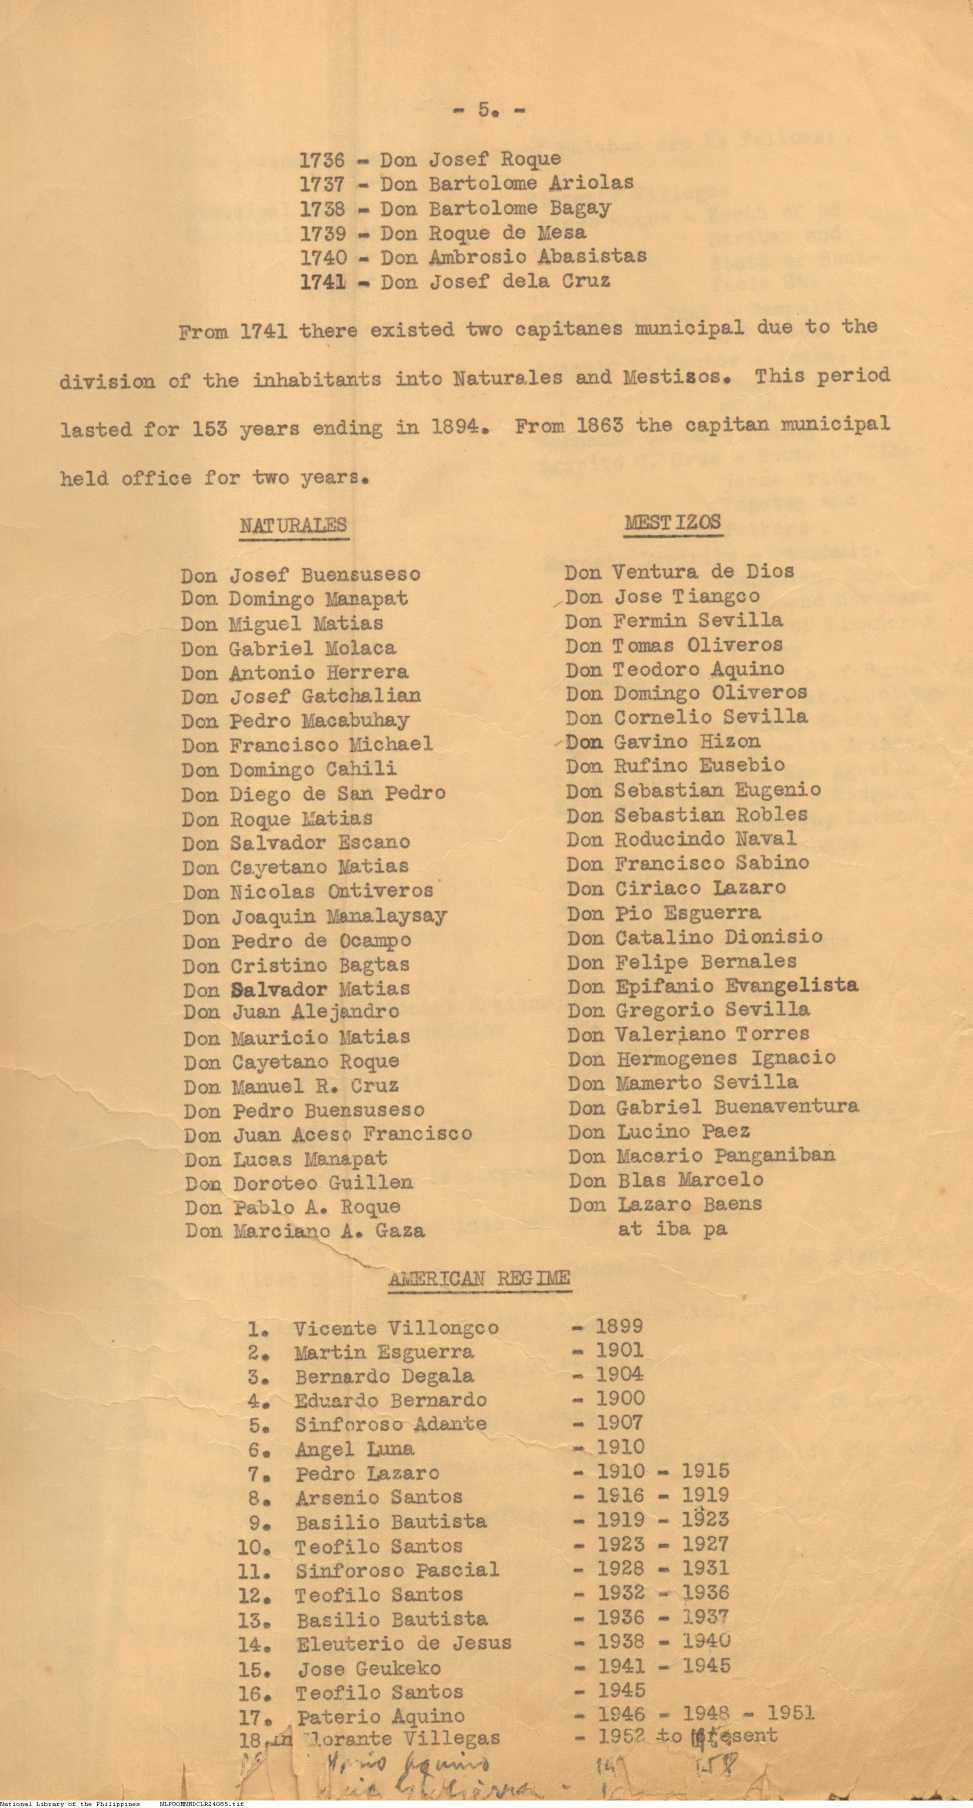 - 5. -
1736 - Don Josef Roque
1737 - Don Bartolome Ariolas
1738 - Don Bartolome Bagay
1739 - Don Roque de Mesa
1740 - Don Ambrosio Abasistas
1741 - Don Josef dela Cruz
From 1741 there existed two capitanes municipal due to the
division of the inhabitants into Naturales and Mestisos. This period
lasted for 153 years ending in 1894. From 1863 the capitan municipal
held office for two years.
NATURALES
Don Josef Buensuseso
Don Domingo Manapat
Don Miguel Matias
Don Gabriel Molaca
Don Antonio Herrera
Don Josef Gatchalian
Don Pedro Macabuhay
Don Francisco Michael
Don Domingo Cahili
Don Diego de San Pedro
Don Roque Matias
Don Salvador Escano
Don Cayetano Matias
Don Nicolas Ontiveros
Don Joaquin Manalaysay
Don Pedro de Ocampo
Don Cristino Bagtas
Don Salvador Matias
Don Juan Alejandro
Don Mauricio Matias
Don Cayetano Roque
Don Manuel R. Cruz
Don Pedro Buensuseso
Don Juan Aceso Francisco
Don Lucas Manapat
Don Doroteo Guillen
Don Pablo A. Roque
Don Marciano A. Gaza
MESTIZOS
Don Ventura de Dios
Don Jose Tiangco
Don Fermin Sevilla
Don Tomas Oliveros
Don Teodoro Aquino
Don Domingo Oliveros
Don Cornelio Sevilla
Don Gavino Hizon
Don Rufino Eusebio
Don Sebastian Eugenio
Don Sebastian Robles
Don Roducindo Naval
Don Francisco Sabino
Don Ciriaco Lazaro
Don Pio Esguerra
Don Catalino Dionisio
Don Felipe Bernales
Don Epifanio Evangelista
Don Gregorio Sevilla
Don Valeriano Torres
Don Hermogenes Ignacio
Don Mamerto Sevilla
Don Gabriel Buenaventura
Don Lucino Paez
Don Macario Panganiban
Don Blas Marcelo
Don Lazaro Baens
at iba pa
AMERICAN REGIME
1. Vicente Villongco - 1899
2. Martin Esguerra - 1901
3. Bernardo Degala - 1904
4. Eduardo Bernardo - 1900
5. Sinforoso Adante - 1907
6. Angel Luna - 1910
7. Pedro Lazaro - 1910 - 1915
8. Arsenio Santos - 1916 - 1919
9. Basilio Bautista - 1919 - 1923
10. Teofilo Santos - 1923 - 1927
11. Sinforoso Pascial - 1928 - 1931
12. Teofilo Santos - 1932 - 1936
13. Basilio Bautista - 1936 - 1937
14. Eleuterio de Jesus - 1938 - 1940
15. Jose Geukeko - 1941 - 1945
16. Teofilo Santos - 1945
17. Paterio Aquino - 1946 - 1948 - 1951
18. lorante Villegas - 1952 to present
Aquino
National Library of the Philippines